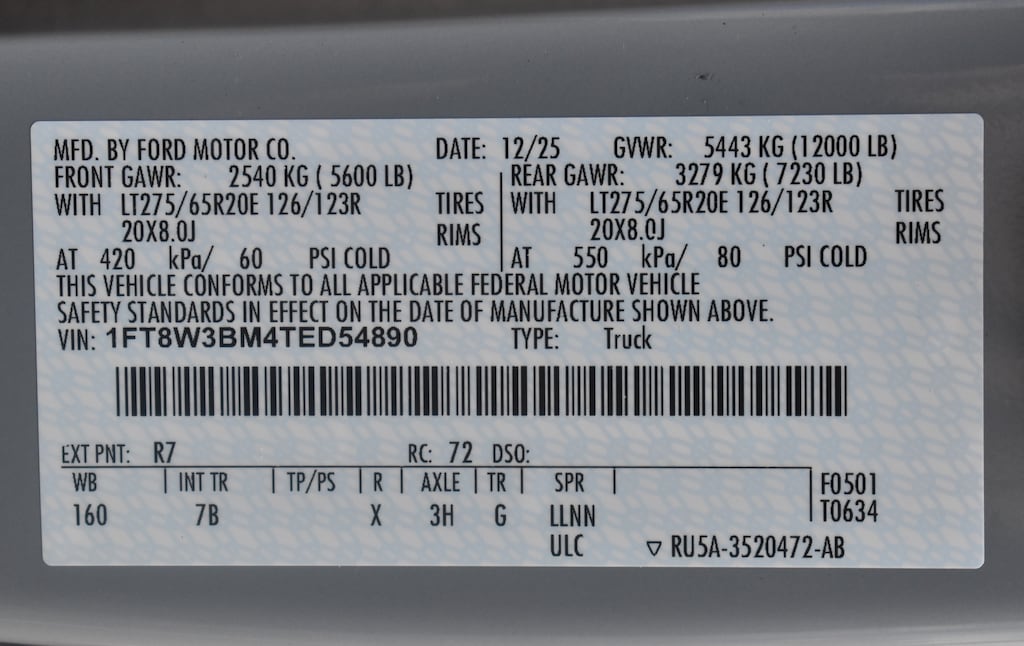 MFD. BY FORD MOTOR CO. DATE: 12/25 GVWR: 5443 KG (12000 LB)
FRONT GAWR: 2540 KG ( 5600 LB) REAR GAWR: 3279 KG ( 7230 LB)
WITH LT275/65R20E 126/123R TIRES WITH LT275/65R20E 126/123R TIRES
20X8.0J RIMS 20X8.0J RIMS
AT 420 kPa/ 60 PSI COLD AT 550 kPa/ 80 PSI COLD
THIS VEHICLE CONFORMS TO ALL APPLICABLE FEDERAL MOTOR VEHICLE
SAFETY STANDARDS IN EFFECT ON THE DATE OF MANUFACTURE SHOWN ABOVE.
VIN: 1FT8W3BM4TED54890 TYPE: Truck
EXT PNT: R7 RC: 72 DSO:
WB INT TR TP/PS R AXLE TR SPR F0501
160 7B X 3H G LLNN T0634
ULC ▽ RU5A-3520472-AB